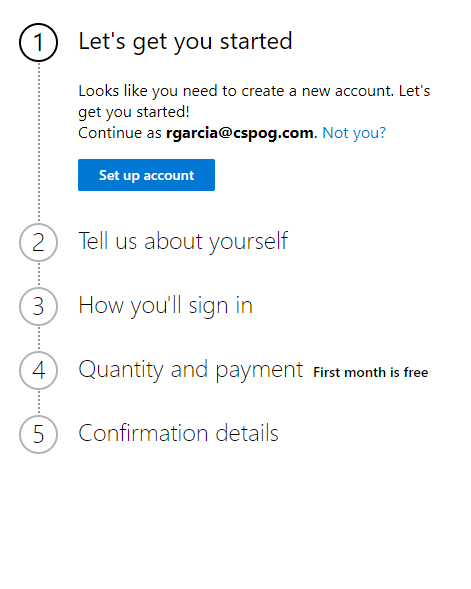 1 Let's get you started
Looks like you need to create a new account. Let's
get you started!
Continue as rgarcia@cspog.com. Not you?
Set up account
2 Tell us about yourself
3 How you'll sign in
4 Quantity and payment First month is free
5 Confirmation details